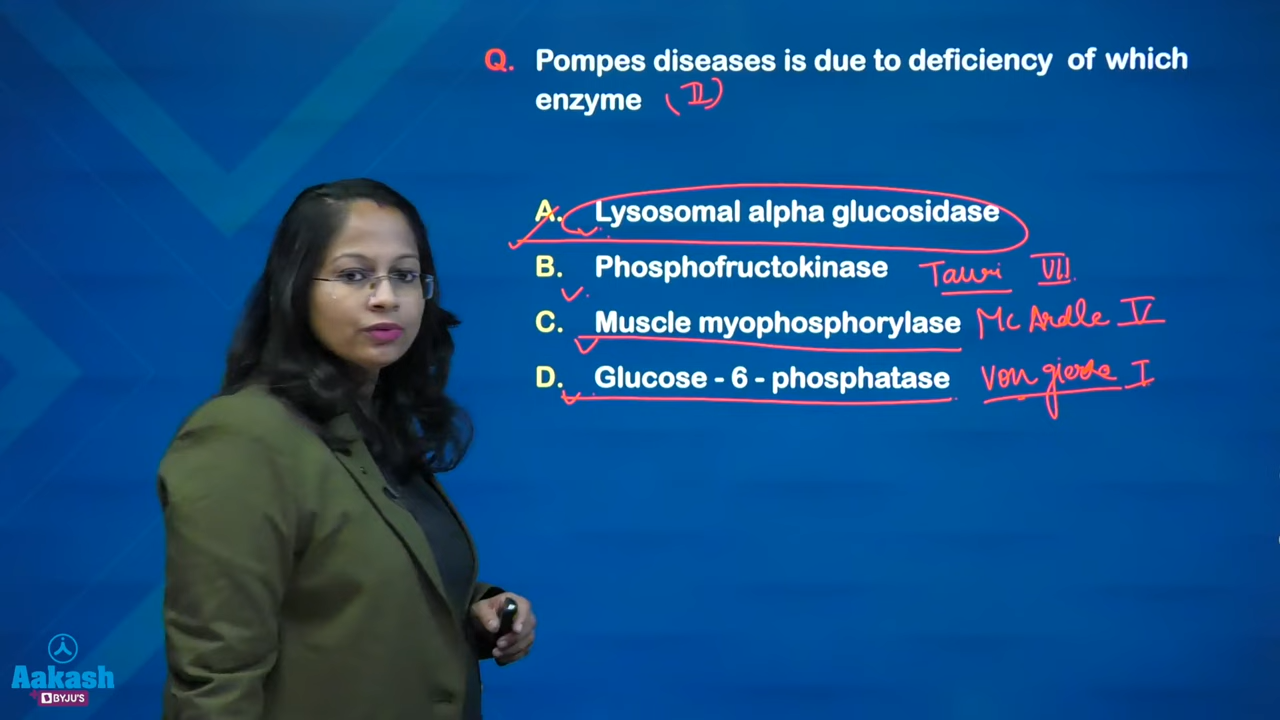 Q. Pompes diseases is due to deficiency of which
enzyme (II)
A. Lysosomal alpha glucosidase
B. Phosphofructokinase Tauri VII
C. Muscle myophosphorylase Mc Ardle V
D. Glucose - 6 - phosphatase Von gierke I
Aakash
BYJU'S